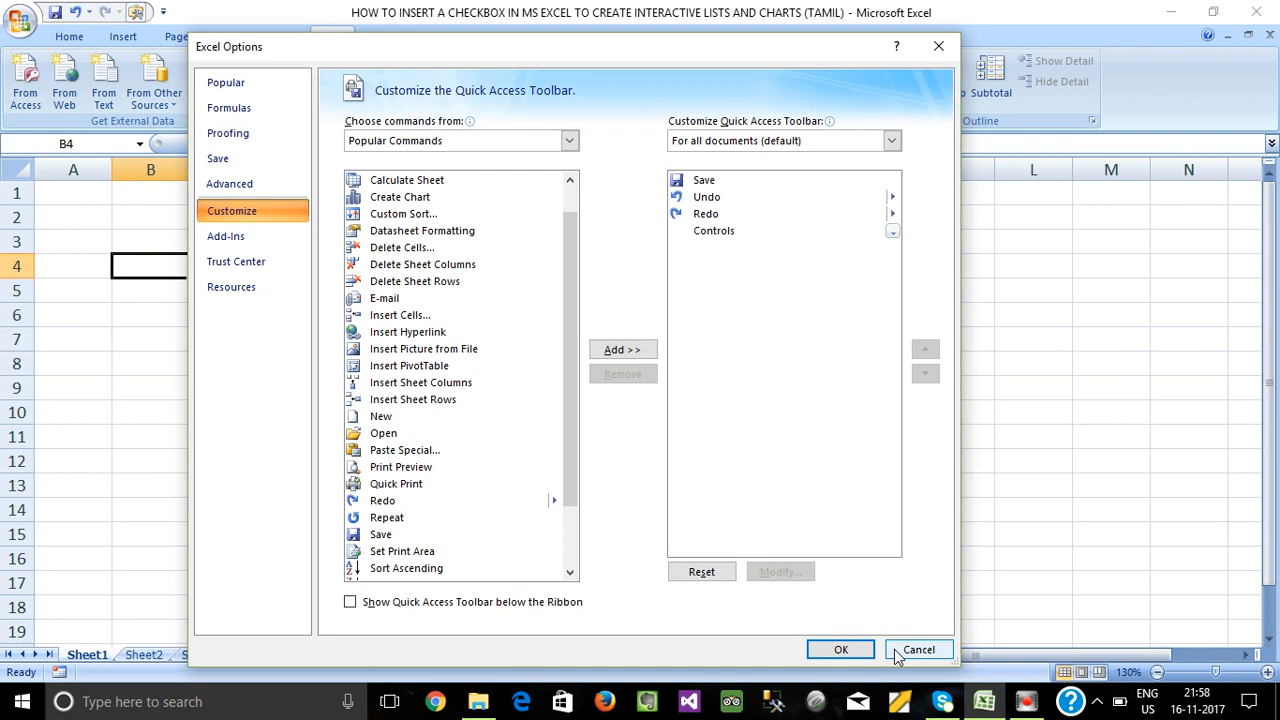 HOW TO INSERT A CHECKBOX IN MS EXCEL TO CREATE INTERACTIVE LISTS AND CHARTS (TAMIL) - Microsoft Excel
Home Insert Page
Excel Options ?
From Access
From Web
From Text
From Other Sources
Get External Data
Subtotal
Show Detail
Hide Detail
Outline
B4
A B L M N
1
2
3
4
5
6
7
8
9
10
11
12
13
14
15
16
17
18
19
Popular
Formulas
Proofing
Save
Advanced
Customize
Add-Ins
Trust Center
Resources
Customize the Quick Access Toolbar.
Choose commands from:
Popular Commands
Calculate Sheet
Create Chart
Custom Sort...
Datasheet Formatting
Delete Cells...
Delete Sheet Columns
Delete Sheet Rows
E-mail
Insert Cells...
Insert Hyperlink
Insert Picture from File
Insert PivotTable
Insert Sheet Columns
Insert Sheet Rows
New
Open
Paste Special...
Print Preview
Quick Print
Redo
Repeat
Save
Set Print Area
Sort Ascending
Show Quick Access Toolbar below the Ribbon
Add >>
Remove
Customize Quick Access Toolbar:
For all documents (default)
Save
Undo
Redo
Controls
Reset Modify...
OK Cancel
Sheet1 Sheet2 S
Ready 130%
Type here to search
ENG
US
21:58
16-11-2017